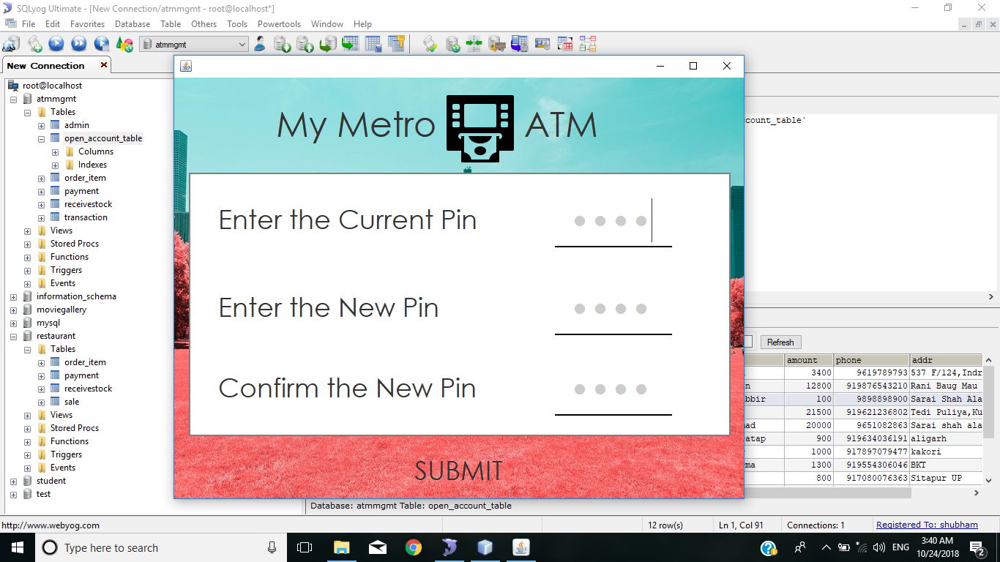 SQLyog Ultimate - [New Connection/atmmgmt - root@localhost*]
File Edit Favorites Database Table Others Tools Powertools Window Help
atmmgmt
New Connection
root@localhost
atmmgmt
Tables
admin
open_account_table
Columns
Indexes
order_item
payment
receivestock
transaction
Views
Stored Procs
Functions
Triggers
Events
information_schema
moviegallery
mysql
restaurant
Tables
order_item
payment
receivestock
sale
Views
Stored Procs
Functions
Triggers
Events
student
test
My Metro ATM
Enter the Current Pin
Enter the New Pin
Confirm the New Pin
SUBMIT
count_table`
Refresh
amount phone addr
3400 9619789793 537 F/124,Indr
n 12800 919876543210 Rani Baug Mau
bbir 100 9898898900 Sarai Shah Ala
21500 919621236802 Tedi Puliya,Ku
ad 20000 9651082863 Sarai shah ala
atap 900 919634036191 aligarh
1000 917897079477 kakori
ma 1300 919554306046 BKT
800 917080076363 Sitapur UP
Database: atmmgmt Table: open_account_table
http://www.webyog.com 12 row(s) Ln 1, Col 91 Connections: 1 Registered To: shubham
Type here to search
ENG
3:40 AM
10/24/2018
2